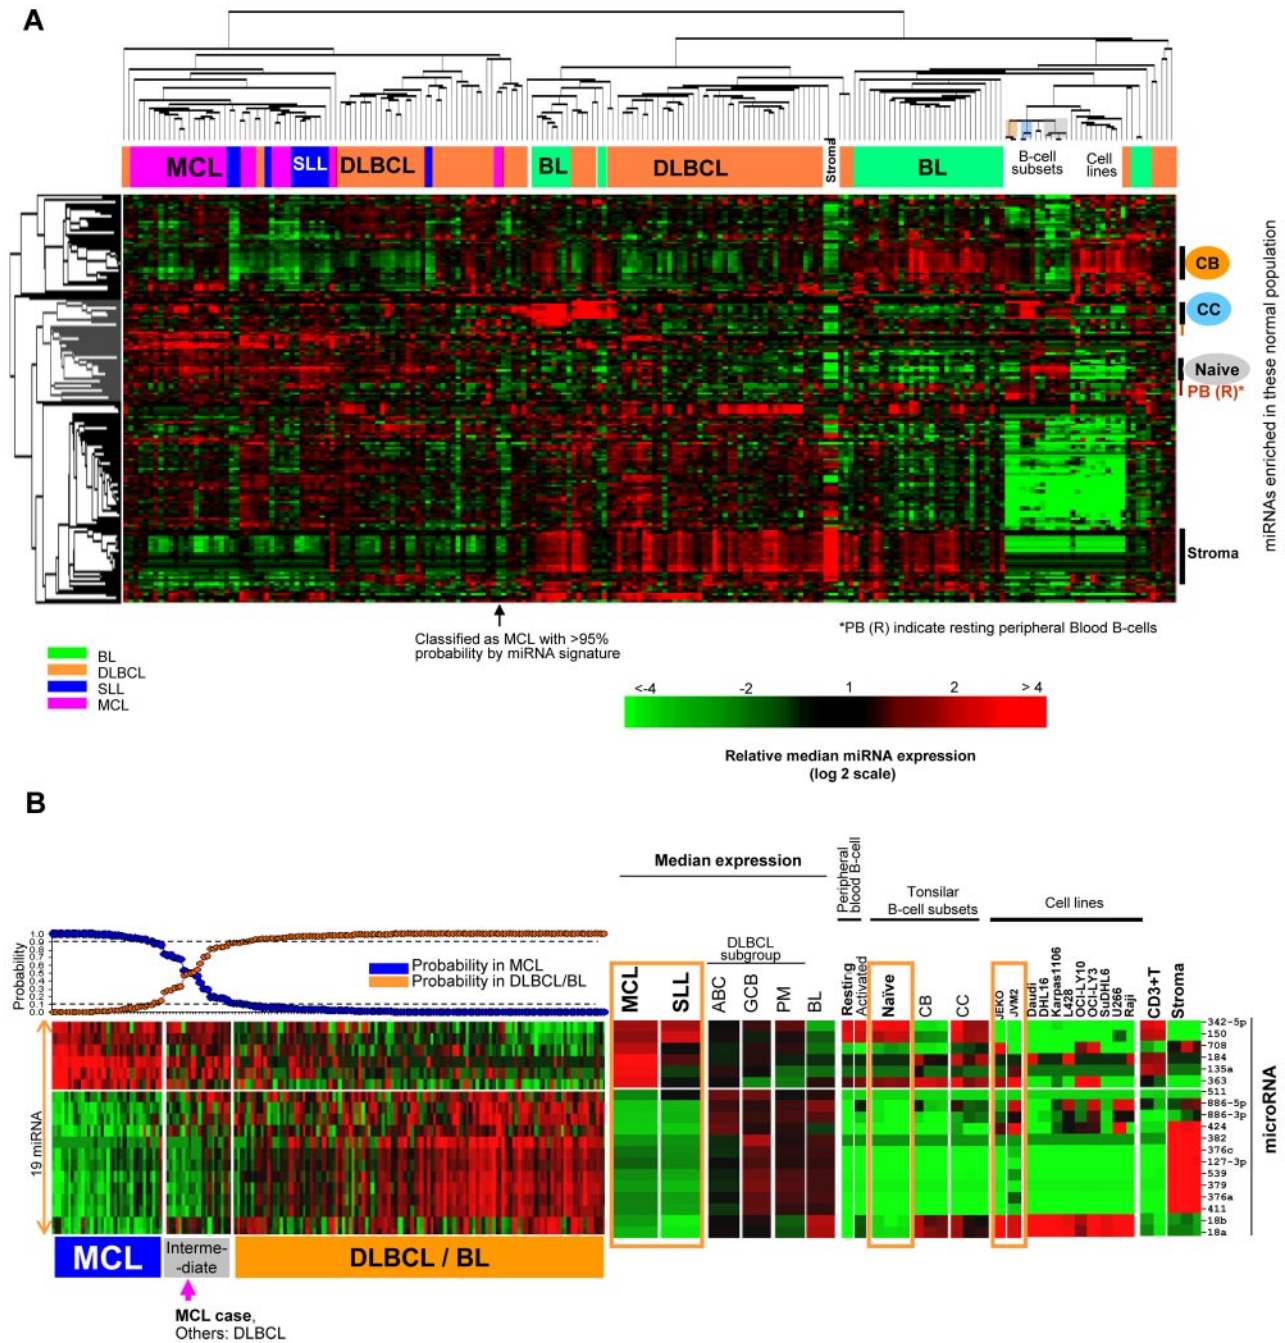 A
MCL
SLL
DLBCL
BL
DLBCL
Stroma
BL
B-cell
subsets
Cell
lines
CB
CC
Naive
PB (R)*
Stroma
miRNAs enriched in these normal population
Classified as MCL with >95%
probability by miRNA signature
*PB (R) indicate resting peripheral Blood B-cells
BL
DLBCL
SLL
MCL
<-4 -2 1 2 > 4
Relative median miRNA expression
(log 2 scale)
B
Median expression
Peripheral
blood B-cell
Tonsilar
B-cell subsets
Cell lines
Probability
1.0
0.9
0.8
0.7
0.6
0.5
0.4
0.3
0.2
0.1
0.0
Probability in MCL
Probability in DLBCL/BL
DLBCL
subgroup
MCL
SLL
ABC
GCB
PM
BL
Resting
Activated
Naïve
CB
CC
JEKO
JVM2
Daudi
DHL16
Karpas1106
L428
OCI-LY10
OCI-LY3
SuDHL6
U266
Raji
CD3+T
Stroma
19 miRNA
342-5p
150
708
184
135a
363
511
886-5p
886-3p
424
382
376c
127-3p
539
379
376a
411
18b
18a
microRNA
MCL
Interme-
-diate
DLBCL / BL
MCL case,
Others: DLBCL